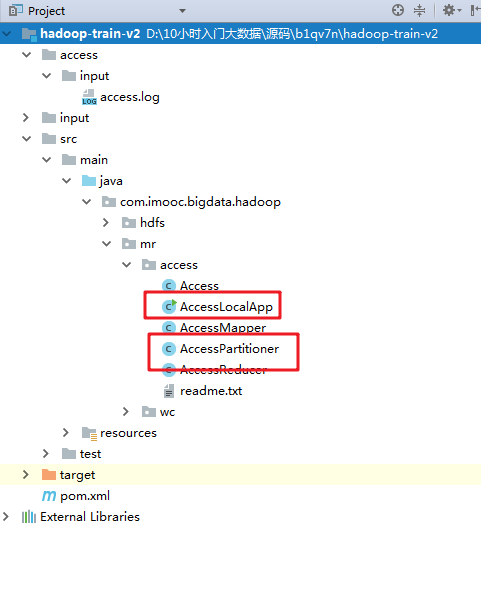 Project
hadoop-train-v2 D:\10小时入门大数据\源码\b1qv7n\hadoop-train-v2
access
input
LOG access.log
input
src
main
java
com.imooc.bigdata.hadoop
hdfs
mr
access
C Access
C AccessLocalApp
C AccessMapper
C AccessPartitioner
C AccessReducer
readme.txt
wc
resources
test
target
m pom.xml
External Libraries